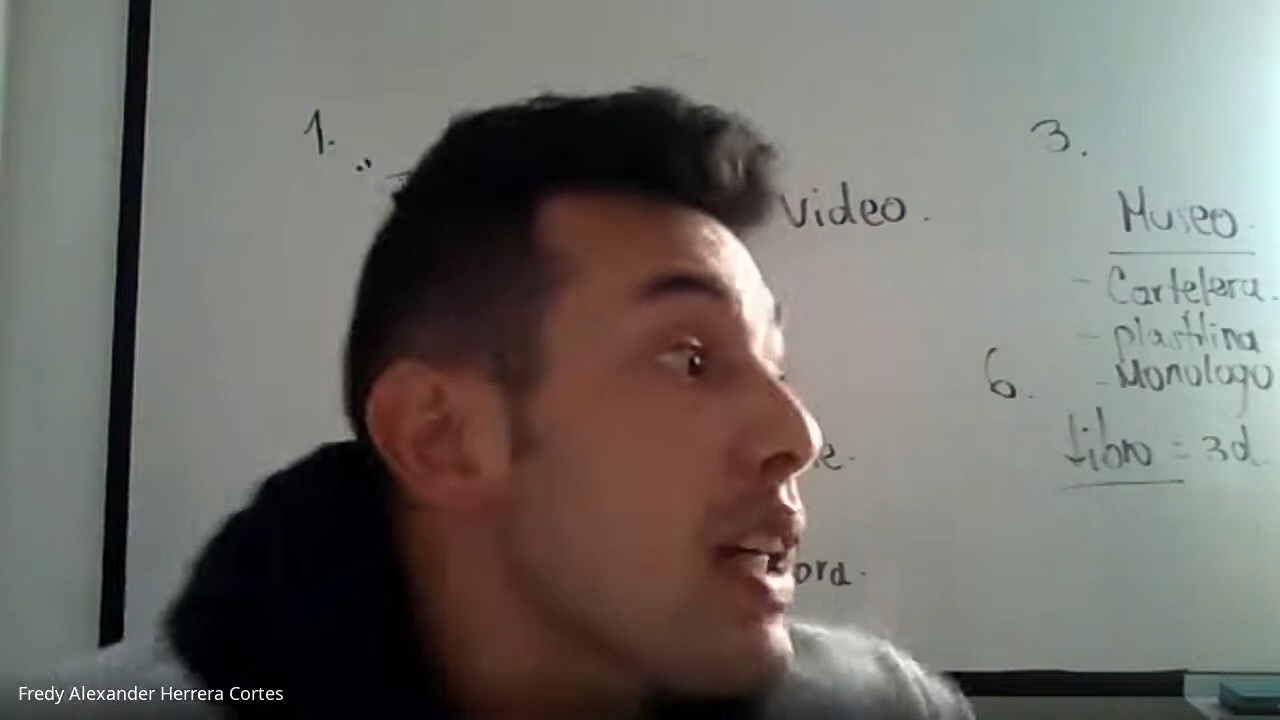 1.
video.
3.
Museo.
- Cartelera.
- plastilina
- Monologo
6.
libro = 3d
Fredy Alexander Herrera Cortes